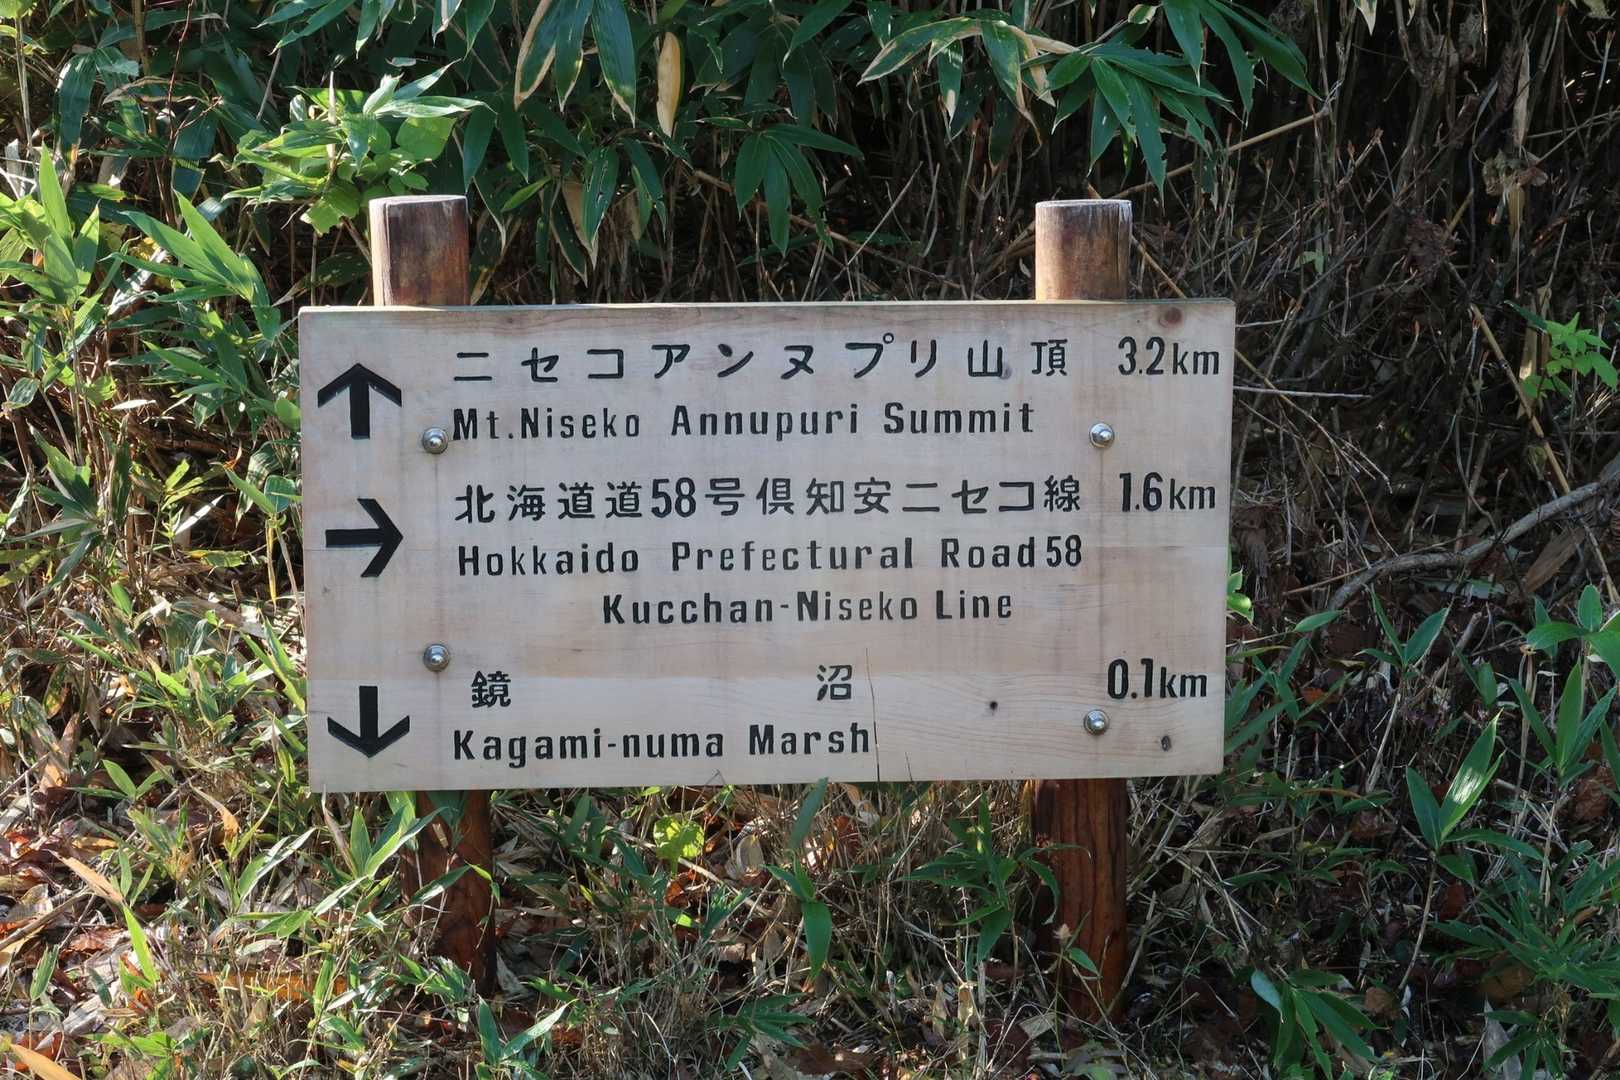 ニセコアンヌプリ山頂 3.2km
Mt.Niseko Annupuri Summit
北海道道58号倶知安ニセコ線 1.6km
Hokkaido Prefectural Road 58
Kucchan-Niseko Line
鏡沼 0.1km
Kagami-numa Marsh